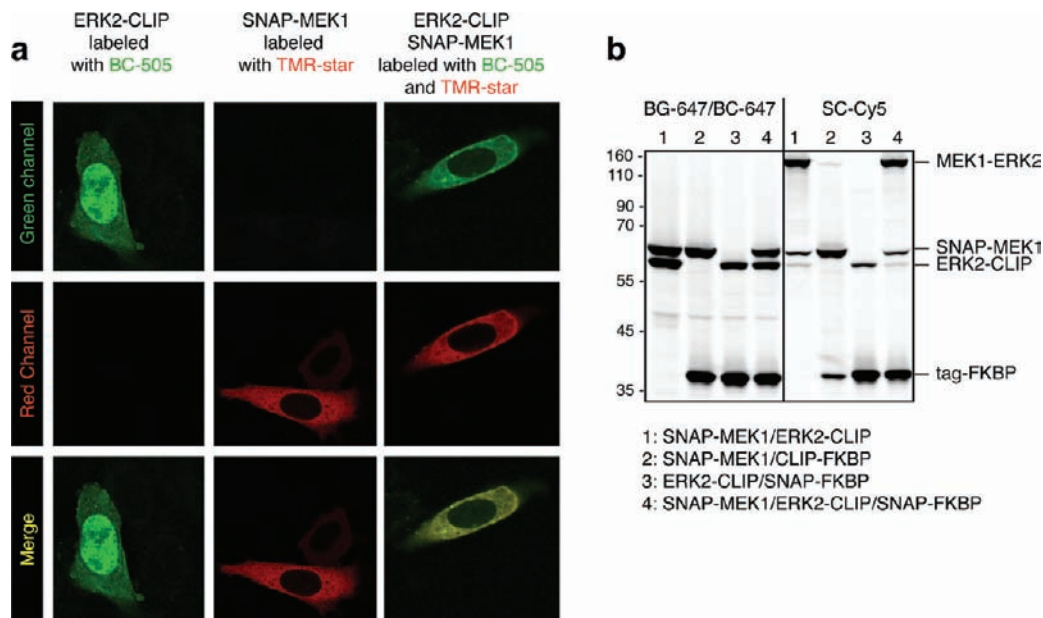 a
ERK2-CLIP
labeled
with BC-505
SNAP-MEK1
labeled
with TMR-star
ERK2-CLIP
SNAP-MEK1
labeled with BC-505
and TMR-star
Green channel
Red Channel
Merge
b
BG-647/BC-647 SC-Cy5
1 2 3 4 1 2 3 4
160
110
90
70
55
45
35
MEK1-ERK2
SNAP-MEK1
ERK2-CLIP
tag-FKBP
1: SNAP-MEK1/ERK2-CLIP
2: SNAP-MEK1/CLIP-FKBP
3: ERK2-CLIP/SNAP-FKBP
4: SNAP-MEK1/ERK2-CLIP/SNAP-FKBP